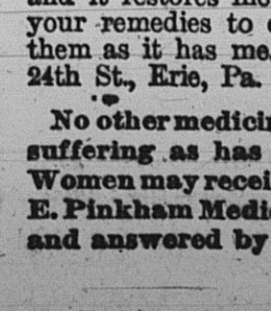 your remedies to
them as it has me.
24th St., Erie, Pa.
No other medicin
suffering as has
Women may recei
E. Pinkham Medi
and answered by